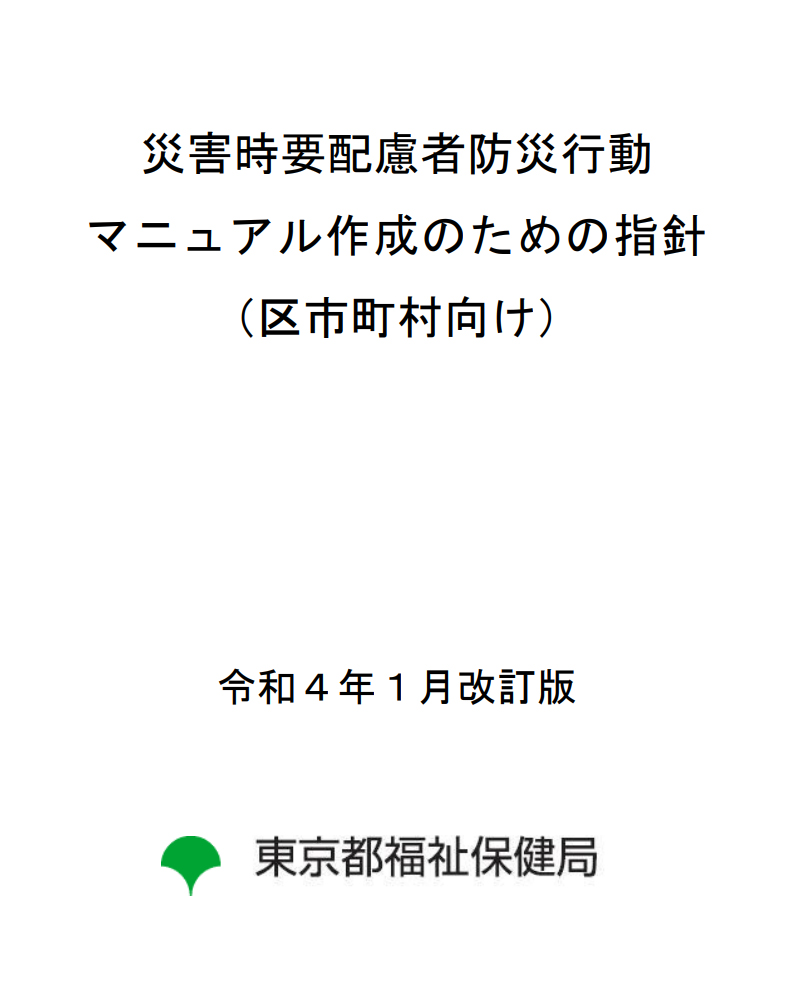 災害時要配慮者防災行動
マニュアル作成のための指針
（区市町村向け）
令和４年１月改訂版
東京都福祉保健局